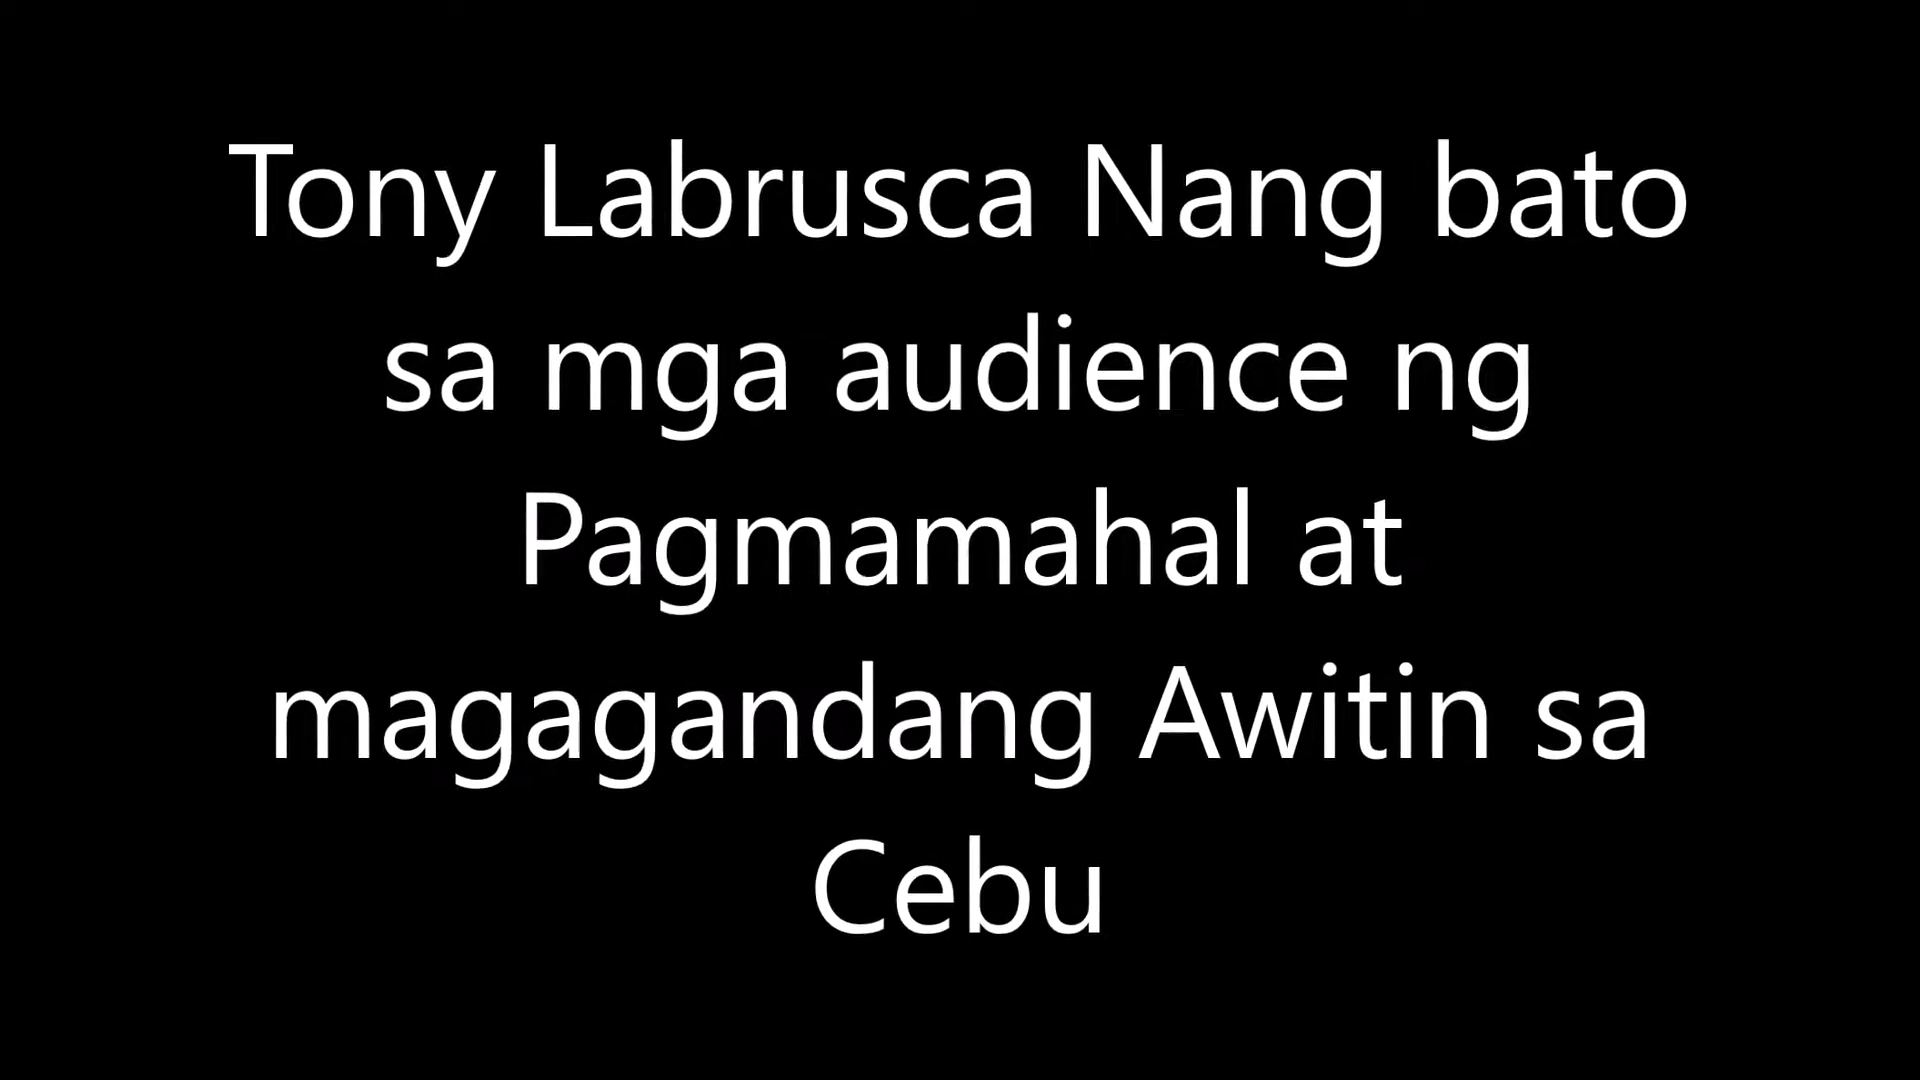 Tony Labrusca Nang bato
sa mga audience ng
Pagmamahal at
magagandang Awitin sa
Cebu